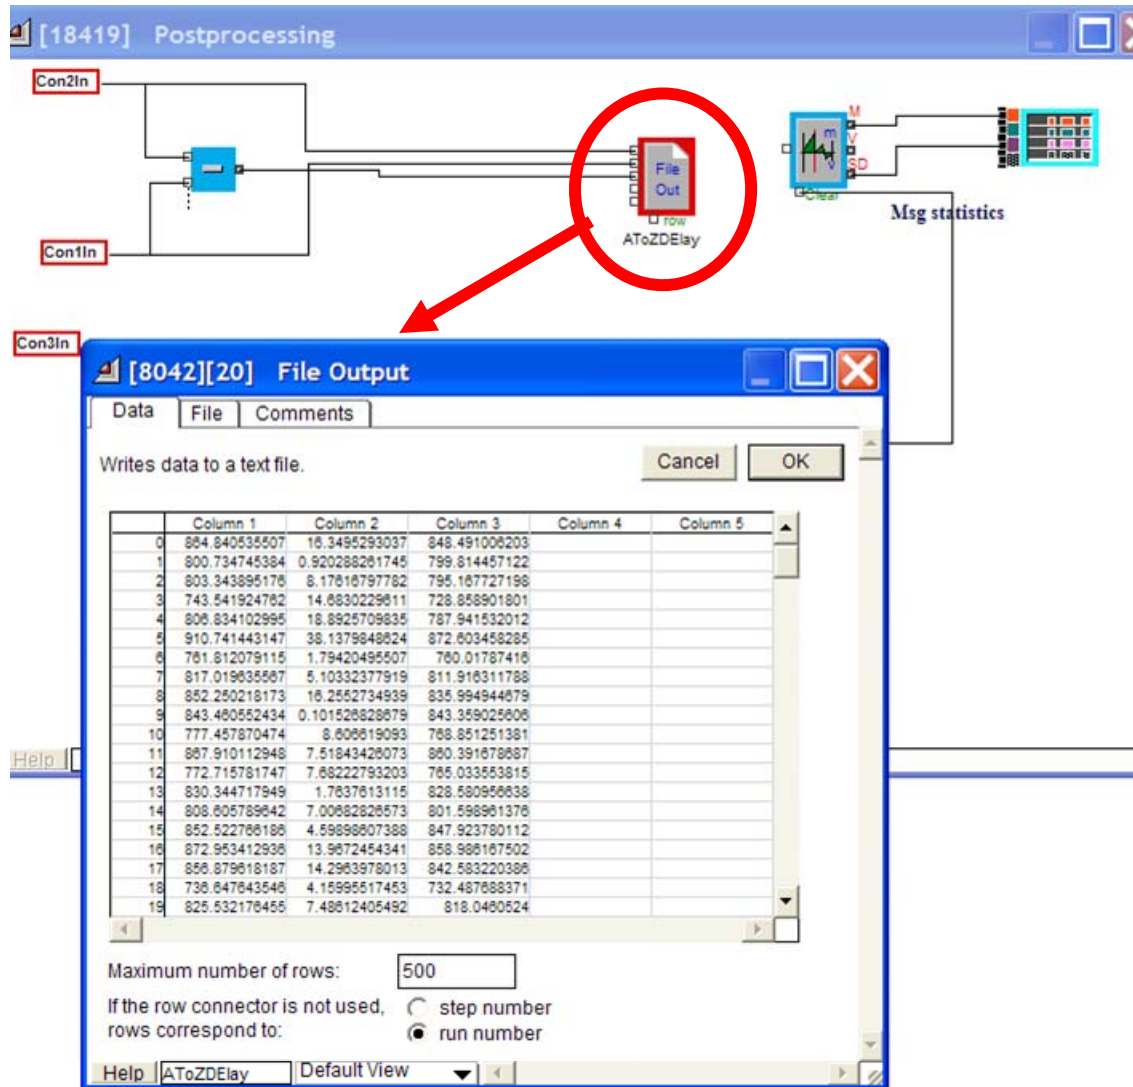 [18419] Postprocessing
Con2In
M
m
V
v
SD
File
Out
row
Clear
AToZDElay
Msg statistics
Con1In
Con3In
[8042][20] File Output
Data File Comments
Writes data to a text file. Cancel OK
Column 1 Column 2 Column 3 Column 4 Column 5
0 864.840535507 16.3495293037 848.491006203
1 800.734745384 0.920288261745 799.814457122
2 803.343895176 8.17616797782 795.167727198
3 743.541924762 14.6830229611 728.858901801
4 806.834102995 18.8925709835 787.941532012
5 910.741443147 38.1379848624 872.603458285
6 761.812079115 1.79420495507 760.01787416
7 817.019635567 5.10332377919 811.916311788
8 852.250218173 16.2552734939 835.994944679
9 843.460552434 0.101526828679 843.359025606
10 777.457870474 8.606619093 768.851251381
11 867.910112948 7.51843426073 860.391678687
12 772.715781747 7.68222793203 765.033553815
13 830.344717949 1.7637613115 828.580956638
14 808.605789642 7.00682826573 801.598961376
15 852.522766186 4.59898607388 847.923780112
16 872.953412936 13.9672454341 858.986167502
17 856.879618187 14.2963978013 842.583220386
18 736.647643546 4.15995517453 732.487688371
19 825.532176455 7.48612405492 818.0460524
Help
Maximum number of rows: 500
If the row connector is not used, step number
rows correspond to: run number
Help AToZDElay Default View